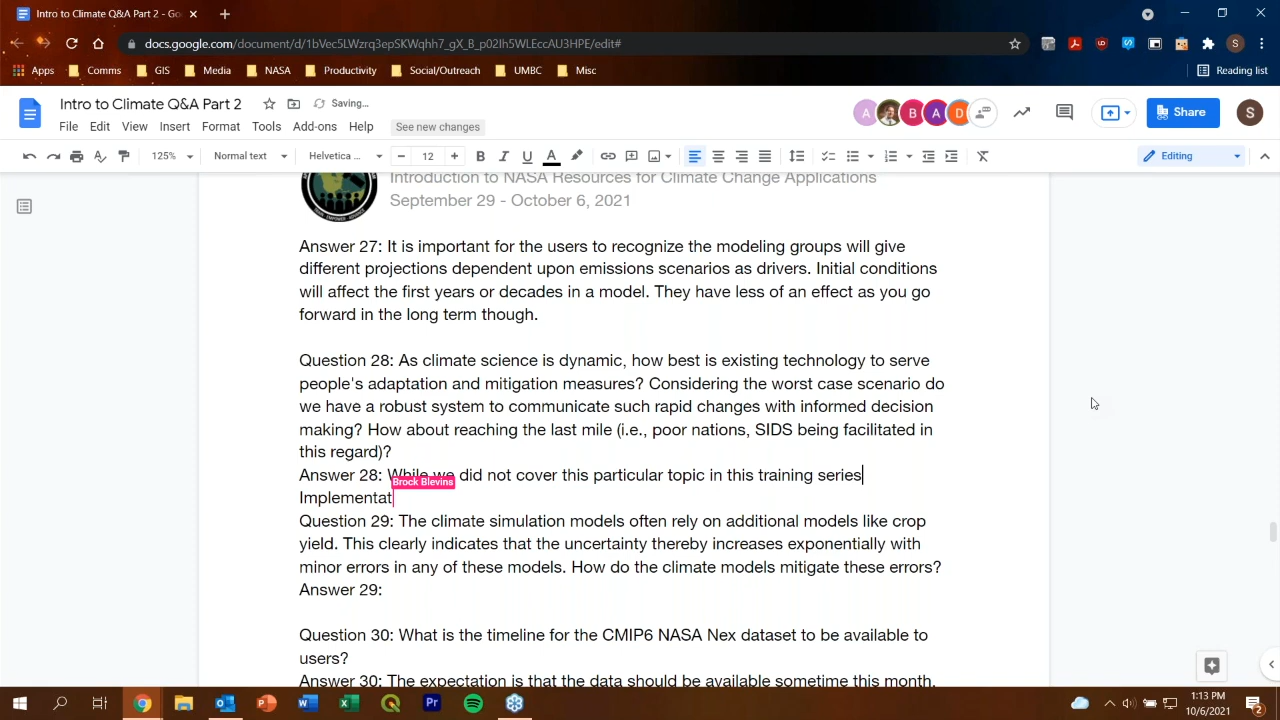 Intro to Climate Q&A Part 2 - Go
docs.google.com/document/d/1bVec5LWzrq3epSKWqhh7_gX_B_p02Ih5WLEccAU3HPE/edit#
Apps Comms GIS Media NASA Productivity Social/Outreach UMBC Misc Reading list
Intro to Climate Q&A Part 2 Saving...
File Edit View Insert Format Tools Add-ons Help See new changes
A B A D Share S
125% Normal text Helvetica ... 12 B I U A Editing
Introduction to NASA Resources for Climate Change Applications
September 29 - October 6, 2021
Answer 27: It is important for the users to recognize the modeling groups will give
different projections dependent upon emissions scenarios as drivers. Initial conditions
will affect the first years or decades in a model. They have less of an effect as you go
forward in the long term though.
Question 28: As climate science is dynamic, how best is existing technology to serve
people's adaptation and mitigation measures? Considering the worst case scenario do
we have a robust system to communicate such rapid changes with informed decision
making? How about reaching the last mile (i.e., poor nations, SIDS being facilitated in
this regard)?
Answer 28: While we did not cover this particular topic in this training series
Brock Blevins
Implementat
Question 29: The climate simulation models often rely on additional models like crop
yield. This clearly indicates that the uncertainty thereby increases exponentially with
minor errors in any of these models. How do the climate models mitigate these errors?
Answer 29:
Question 30: What is the timeline for the CMIP6 NASA Nex dataset to be available to
users?
Answer 30: The expectation is that the data should be available sometime this month.
1:13 PM
10/6/2021
2